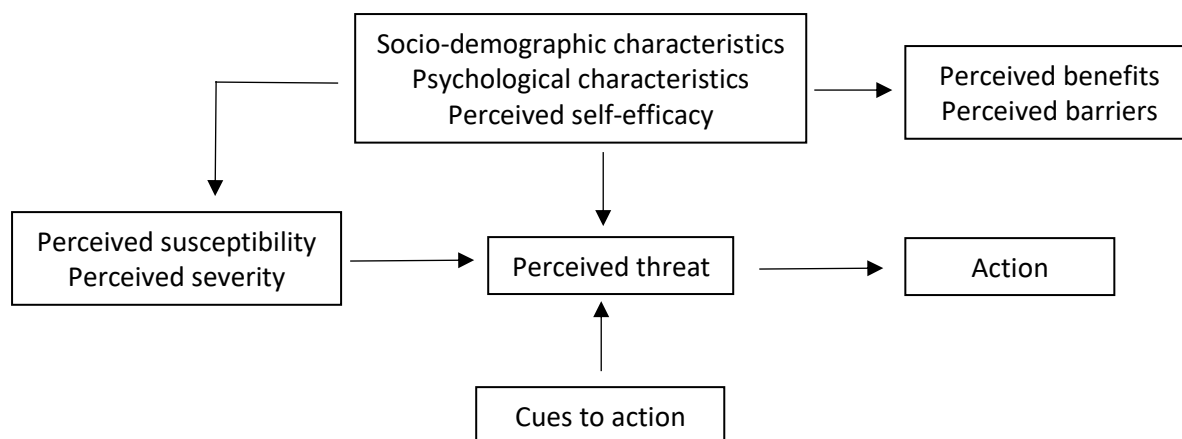 Socio-demographic characteristics
Psychological characteristics
Perceived self-efficacy
Perceived benefits
Perceived barriers
Perceived susceptibility
Perceived severity
Perceived threat
Action
Cues to action